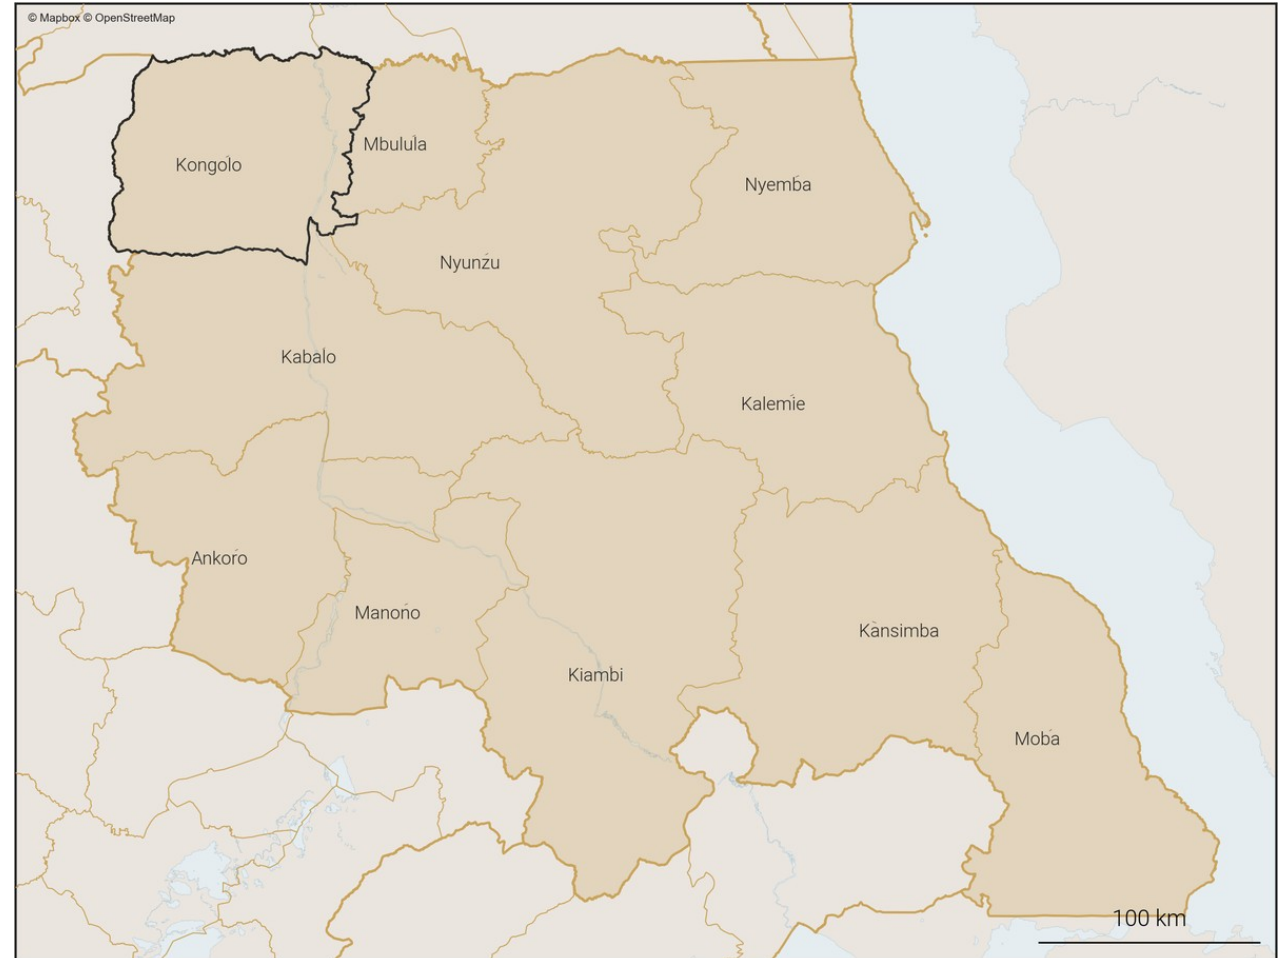 © Mapbox © OpenStreetMap
Mbulula
Kongolo
Nyemba
Nyunzu
Kabalo
Kalemie
Ankoro
Manono
Kansimba
Kiambi
Moba
100 km